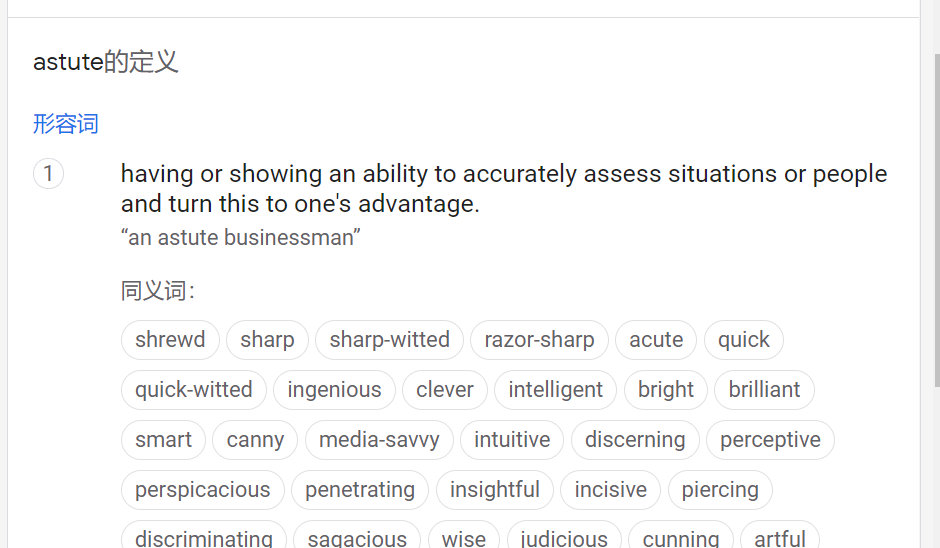 astute的定义
形容词
1 having or showing an ability to accurately assess situations or people
and turn this to one's advantage.
“an astute businessman”
同义词：
shrewd sharp sharp-witted razor-sharp acute quick
quick-witted ingenious clever intelligent bright brilliant
smart canny media-savvy intuitive discerning perceptive
perspicacious penetrating insightful incisive piercing
discriminating sagacious wise judicious cunning artful